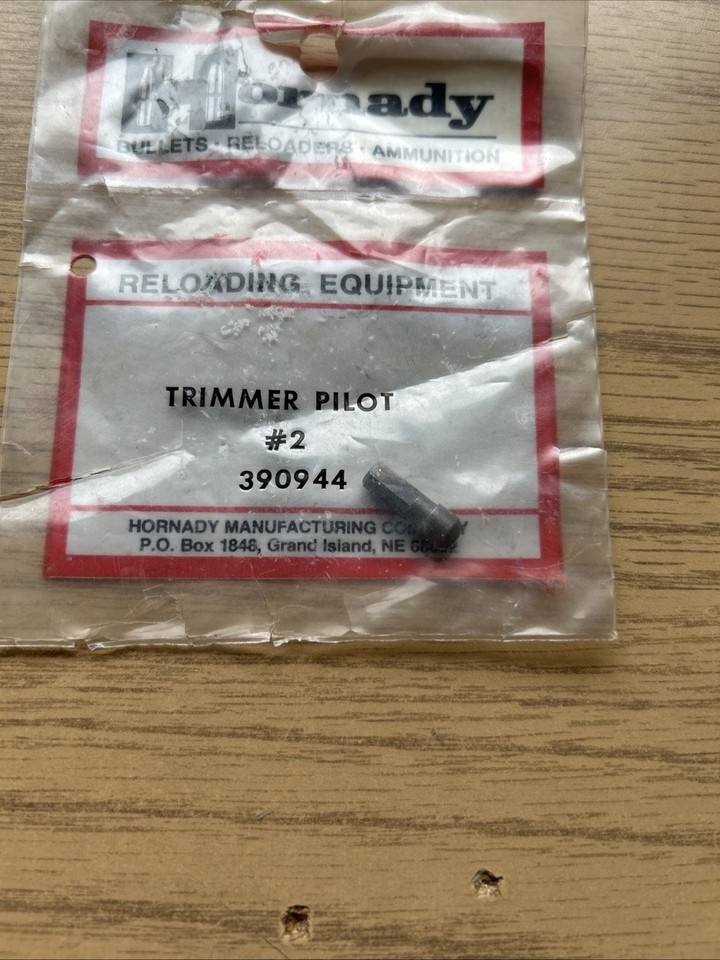 Hornady
BULLETS · RELOADERS · AMMUNITION
RELOADING EQUIPMENT
TRIMMER PILOT
#2
390944
HORNADY MANUFACTURING
P.O. Box 1848, Grand Island, NE